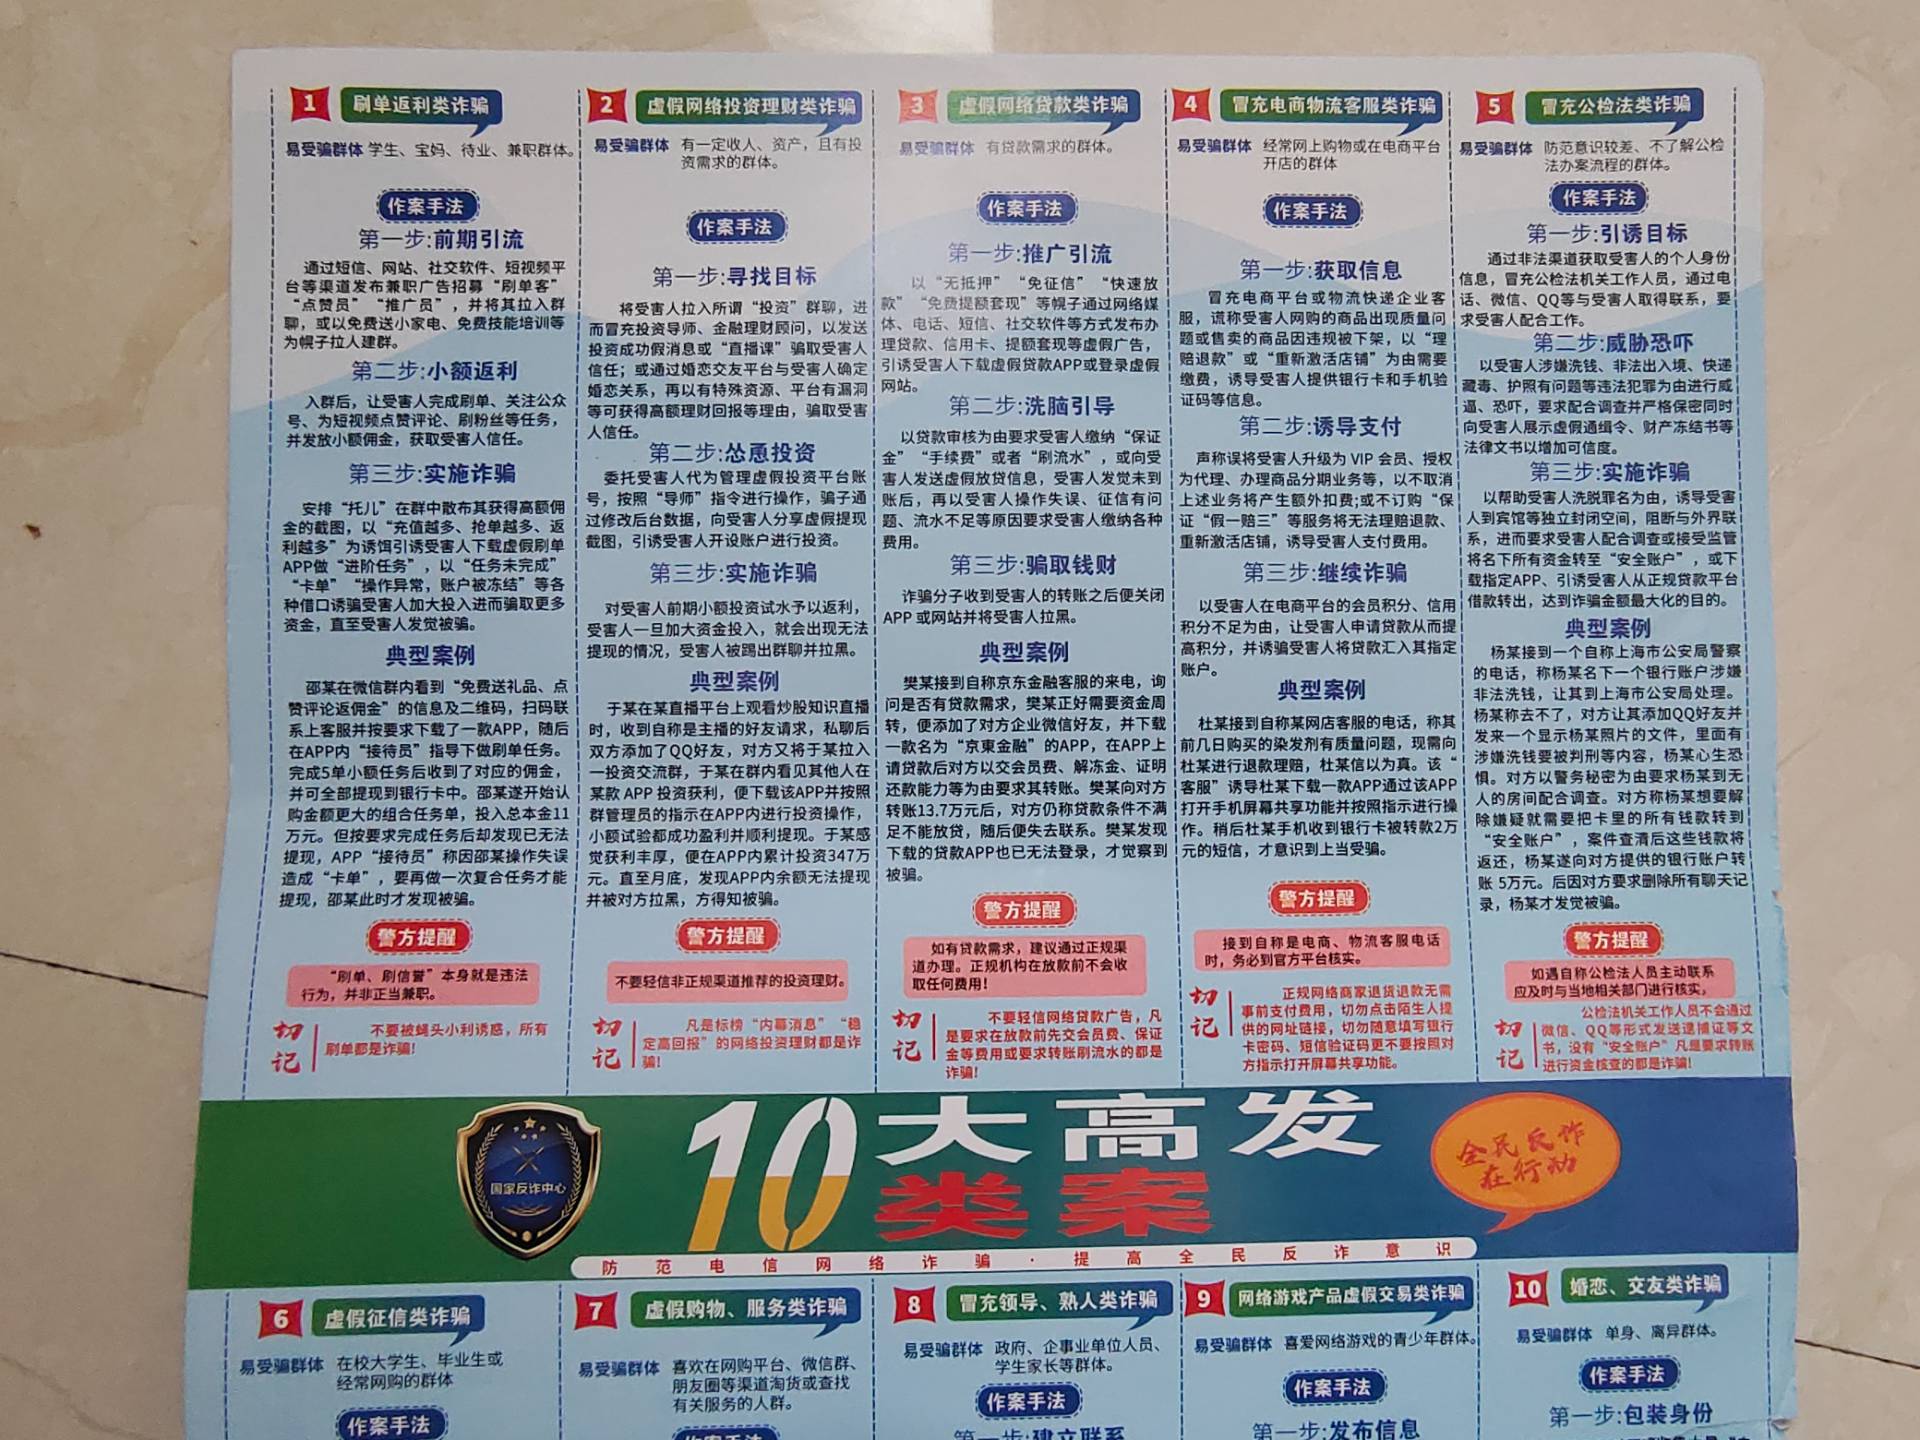 1 刷单返利类诈骗
易受骗群体 学生、宝妈、待业、兼职群体。
作案手法
第一步:前期引流
通过短信、网站、社交软件、短视频平
台等渠道发布兼职广告招募“刷单客”
“点赞员”“推广员”，并将其拉入群
聊，或以免费送小家电、免费技能培训等
为幌子拉人建群。
第二步:小额返利
入群后，让受害人完成刷单、关注公众
号、为短视频点赞评论、刷粉丝等任务，
并发放小额佣金，获取受害人信任。
第三步:实施诈骗
安排“托儿”在群中散布其获得高额佣
金的截图，以“充值越多、抢单越多、返
利越多”为诱饵引诱受害人下载虚假刷单
APP做“进阶任务”，以“任务未完成”
“卡单”“操作异常，账户被冻结”等各
种借口诱骗受害人加大投入进而骗取更多
资金，直至受害人发觉被骗。
典型案例
邵某在微信群内看到“免费送礼品、点
赞评论返佣金”的信息及二维码，扫码联
系上客服并按要求下载了一款APP，随后
在APP内“接待员”指导下做刷单任务。
完成5单小额任务后收到了对应的佣金，
并可全部提现到银行卡中。邵某遂开始认
购金额更大的组合任务单，投入总本金11
万元。但按要求完成任务后却发现已无法
提现，APP“接待员”称因邵某操作失误
造成“卡单”，要再做一次复合任务才能
提现，邵某此时才发现被骗。
警方提醒
“刷单、刷信誉”本身就是违法
行为，并非正当兼职。
切记
不要被蝇头小利诱惑，所有
刷单都是诈骗!
2 虚假网络投资理财类诈骗
易受骗群体 有一定收人、资产，且有投
资需求的群体。
作案手法
第一步:寻找目标
将受害人拉入所谓“投资”群聊，进
而冒充投资导师、金融理财顾问，以发送
投资成功假消息或“直播课”骗取受害人
信任；或通过婚恋交友平台与受害人确定
婚恋关系，再以有特殊资源、平台有漏洞
等可获得高额理财回报等理由，骗取受害
人信任。
第二步:怂恿投资
委托受害人代为管理虚假投资平台账
号，按照“导师”指令进行操作，骗子通
过修改后台数据，向受害人分享虚假提现
截图，引诱受害人开设账户进行投资。
第三步:实施诈骗
对受害人前期小额投资试水予以返利，
受害人一旦加大资金投入，就会出现无法
提现的情况，受害人被踢出群聊并拉黑。
典型案例
于某在某直播平台上观看炒股知识直播
时，收到自称是主播的好友请求，私聊后
双方添加了QQ好友，对方又将于某拉入
一投资交流群，于某在群内看见其他人在
某款 APP 投资获利，便下载该APP并按照
群管理员的指示在APP内进行投资操作，
小额试验都成功盈利并顺利提现。于某感
觉获利丰厚，便在APP内累计投资347万
元。直至月底，发现APP内余额无法提现
并被对方拉黑，方得知被骗。
警方提醒
不要轻信非正规渠道推荐的投资理财。
切记
凡是标榜“内幕消息”“稳
定高回报”的网络投资理财都是诈
骗!
3 虚假网络贷款类诈骗
易受骗群体 有贷款需求的群体。
作案手法
第一步:推广引流
以“无抵押”“免征信”“快速放
款”“免费提额套现”等幌子通过网络媒
体、电话、短信、社交软件等方式发布办
理贷款、信用卡、提额套现等虚假广告，
引诱受害人下载虚假贷款APP或登录虚假
网站。
第二步:洗脑引导
以贷款审核为由要求受害人缴纳“保证
金”“手续费”或者“刷流水”，或向受
害人发送虚假放贷信息，受害人发觉未到
账后，再以受害人操作失误、征信有问
题、流水不足等原因要求受害人缴纳各种
费用。
第三步:骗取钱财
诈骗分子收到受害人的转账之后便关闭
APP 或网站并将受害人拉黑。
典型案例
樊某接到自称京东金融客服的来电，询
问是否有贷款需求，樊某正好需要资金周
转，便添加了对方企业微信好友，并下载
一款名为“京東金融”的APP，在APP上
请贷款后对方以交会员费、解冻金、证明
还款能力等为由要求其转账。樊某向对方
转账13.7万元后，对方仍称贷款条件不满
足不能放贷，随后便失去联系。樊某发现
下载的贷款APP也已无法登录，才觉察到
被骗。
警方提醒
如有贷款需求，建议通过正规渠
道办理。正规机构在放款前不会收
取任何费用！
切记
不要轻信网络贷款广告，凡
是要求在放款前先交会员费、保证
金等费用或要求转账刷流水的都是
诈骗!
4 冒充电商物流客服类诈骗
易受骗群体 经常网上购物或在电商平台
开店的群体
作案手法
第一步:获取信息
冒充电商平台或物流快递企业客
服，谎称受害人网购的商品出现质量问
题或售卖的商品因违规被下架，以“理
赔退款”或“重新激活店铺”为由需要
缴费，诱导受害人提供银行卡和手机验
证码等信息。
第二步:诱导支付
声称误将受害人升级为 VIP 会员、授权
为代理、办理商品分期业务等，以不取消
上述业务将产生额外扣费;或不订购“保
证“假一赔三”等服务将无法理赔退款、
重新激活店铺，诱导受害人支付费用。
第三步:继续诈骗
以受害人在电商平台的会员积分、信用
积分不足为由，让受害人申请贷款从而提
高积分，并诱骗受害人将贷款汇入其指定
账户。
典型案例
杜某接到自称某网店客服的电话，称其
前几日购买的染发剂有质量问题，现需向
杜某进行退款理赔，杜某信以为真。该“
客服”诱导杜某下载一款APP通过该APP
打开手机屏幕共享功能并按照指示进行操
作。稍后杜某手机收到银行卡被转款2万
元的短信，才意识到上当受骗。
警方提醒
接到自称是电商、物流客服电话
时，务必到官方平台核实。
切记
正规网络商家退货退款无需
事前支付费用，切勿点击陌生人提
供的网址链接，切勿随意填写银行
卡密码、短信验证码更不要按照对
方指示打开屏幕共享功能。
5 冒充公检法类诈骗
易受骗群体 防范意识较差、不了解公检
法办案流程的群体。
作案手法
第一步:引诱目标
通过非法渠道获取受害人的个人身份
信息，冒充公检法机关工作人员，通过电
话、微信、QQ等与受害人取得联系，要
求受害人配合工作。
第二步:威胁恐吓
以受害人涉嫌洗钱、非法出入境、快递
藏毒、护照有问题等违法犯罪为由进行威
逼、恐吓，要求配合调查并严格保密同时
向受害人展示虚假通缉令、财产冻结书等
法律文书以增加可信度。
第三步:实施诈骗
以帮助受害人洗脱罪名为由，诱导受害
人到宾馆等独立封闭空间，阻断与外界联
系，进而要求受害人配合调查或接受监管
将名下所有资金转至“安全账户”，或下
载指定APP、引诱受害人从正规贷款平台
借款转出，达到诈骗金额最大化的目的。
典型案例
杨某接到一个自称上海市公安局警察
的电话，称杨某名下一个银行账户涉嫌
非法洗钱，让其到上海市公安局处理。
杨某称去不了，对方让其添加QQ好友并
发来一个显示杨某照片的文件，里面有
涉嫌洗钱要被判刑等内容，杨某心生恐
惧。对方以警务秘密为由要求杨某到无
人的房间配合调查。对方称杨某想要解
除嫌疑就需要把卡里的所有钱款转到
“安全账户”，案件查清后这些钱款将
返还，杨某遂向对方提供的银行账户转
账 5万元。后因对方要求删除所有聊天记
录，杨某才发觉被骗。
警方提醒
如遇自称公检法人员主动联系
应及时与当地相关部门进行核实，
切记
公检法机关工作人员不会通过
微信、QQ等形式发送逮捕证等文
书，没有“安全账户”凡是要求转账
进行资金核查的都是诈骗!
国家反诈中心
10大高发
类案
全民反诈
在行动
防范电信网络诈骗·提高全民反诈意识
6 虚假征信类诈骗
易受骗群体 在校大学生、毕业生或
经常网购的群体
作案手法
7 虚假购物、服务类诈骗
易受骗群体 喜欢在网购平台、微信群、
朋友圈等渠道淘货或查找
有关服务的人群。
作案手法
8 冒充领导、熟人类诈骗
易受骗群体 政府、企事业单位人员、
学生家长等群体。
作案手法
第一步:建立联系
9 网络游戏产品虚假交易类诈骗
易受骗群体 喜爱网络游戏的青少年群体。
作案手法
第一步:发布信息
10 婚恋、交友类诈骗
易受骗群体 单身、离异群体。
作案手法
第一步:包装身份